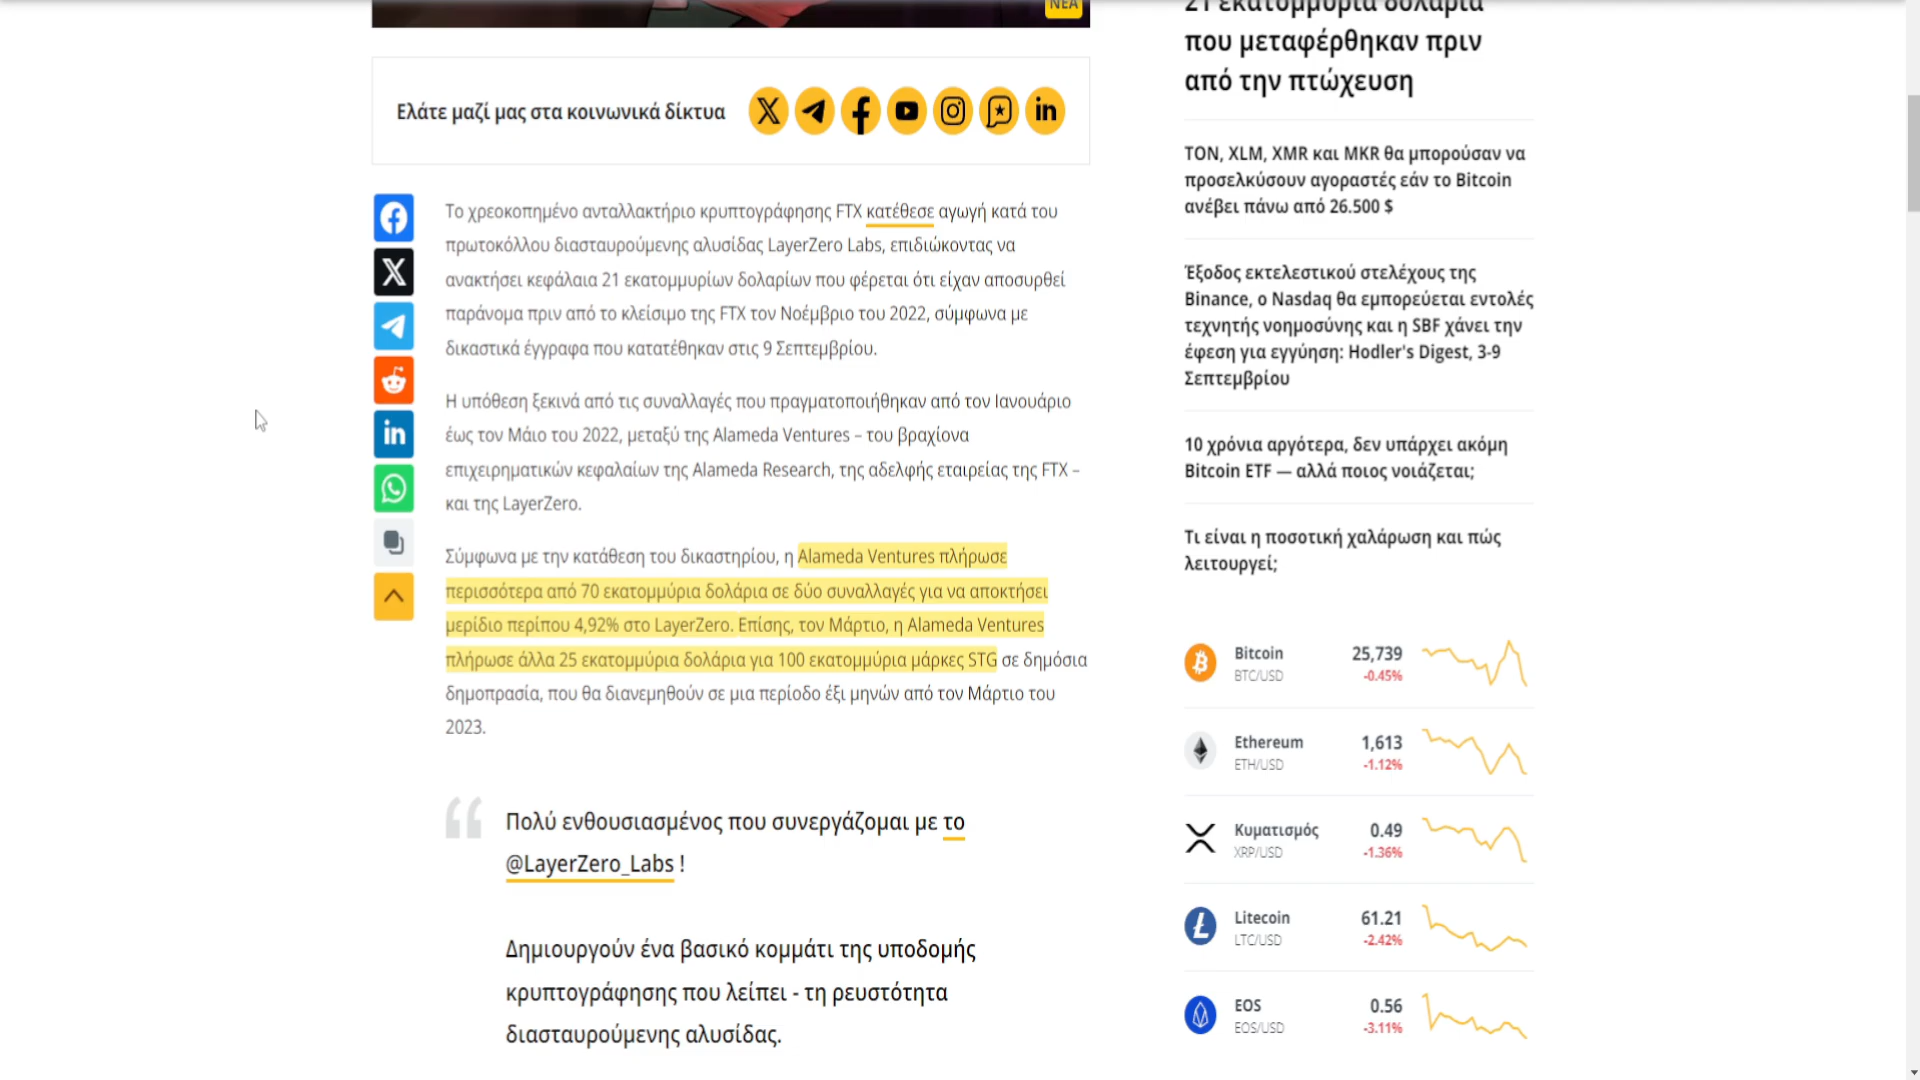 ΝΕΑ
Ελάτε μαζί μας στα κοινωνικά δίκτυα
Το χρεοκοπημένο ανταλλακτήριο κρυπτογράφησης FTX κατέθεσε αγωγή κατά του
πρωτοκόλλου διασταυρούμενης αλυσίδας LayerZero Labs, επιδιώκοντας να
ανακτήσει κεφάλαια 21 εκατομμυρίων δολαρίων που φέρεται ότι είχαν αποσυρθεί
παράνομα πριν από το κλείσιμο της FTX τον Νοέμβριο του 2022, σύμφωνα με
δικαστικά έγγραφα που κατατέθηκαν στις 9 Σεπτεμβρίου.
Η υπόθεση ξεκινά από τις συναλλαγές που πραγματοποιήθηκαν από τον Ιανουάριο
έως τον Μάιο του 2022, μεταξύ της Alameda Ventures – του βραχίονα
επιχειρηματικών κεφαλαίων της Alameda Research, της αδελφής εταιρείας της FTX –
και της LayerZero.
Σύμφωνα με την κατάθεση του δικαστηρίου, η Alameda Ventures πλήρωσε
περισσότερα από 70 εκατομμύρια δολάρια σε δύο συναλλαγές για να αποκτήσει
μερίδιο περίπου 4,92% στο LayerZero. Επίσης, τον Μάρτιο, η Alameda Ventures
πλήρωσε άλλα 25 εκατομμύρια δολάρια για 100 εκατομμύρια μάρκες STG σε δημόσια
δημοπρασία, που θα διανεμηθούν σε μια περίοδο έξι μηνών από τον Μάρτιο του
2023.
Πολύ ενθουσιασμένος που συνεργάζομαι με το
@LayerZero_Labs !
Δημιουργούν ένα βασικό κομμάτι της υποδομής
κρυπτογράφησης που λείπει - τη ρευστότητα
διασταυρούμενης αλυσίδας.
21 εκατομμύρια δολάρια
που μεταφέρθηκαν πριν
από την πτώχευση
TON, XLM, XMR και MKR θα μπορούσαν να
προσελκύσουν αγοραστές εάν το Bitcoin
ανέβει πάνω από 26.500 $
Έξοδος εκτελεστικού στελέχους της
Binance, ο Nasdaq θα εμπορεύεται εντολές
τεχνητής νοημοσύνης και η SBF χάνει την
έφεση για εγγύηση: Hodler's Digest, 3-9
Σεπτεμβρίου
10 χρόνια αργότερα, δεν υπάρχει ακόμη
Bitcoin ETF — αλλά ποιος νοιάζεται;
Τι είναι η ποσοτική χαλάρωση και πώς
λειτουργεί;
Bitcoin 25,739
BTC/USD -0.45%
Ethereum 1,613
ETH/USD -1.12%
Κυματισμός 0.49
XRP/USD -1.36%
Litecoin 61.21
LTC/USD -2.42%
EOS 0.56
EOS/USD -3.11%